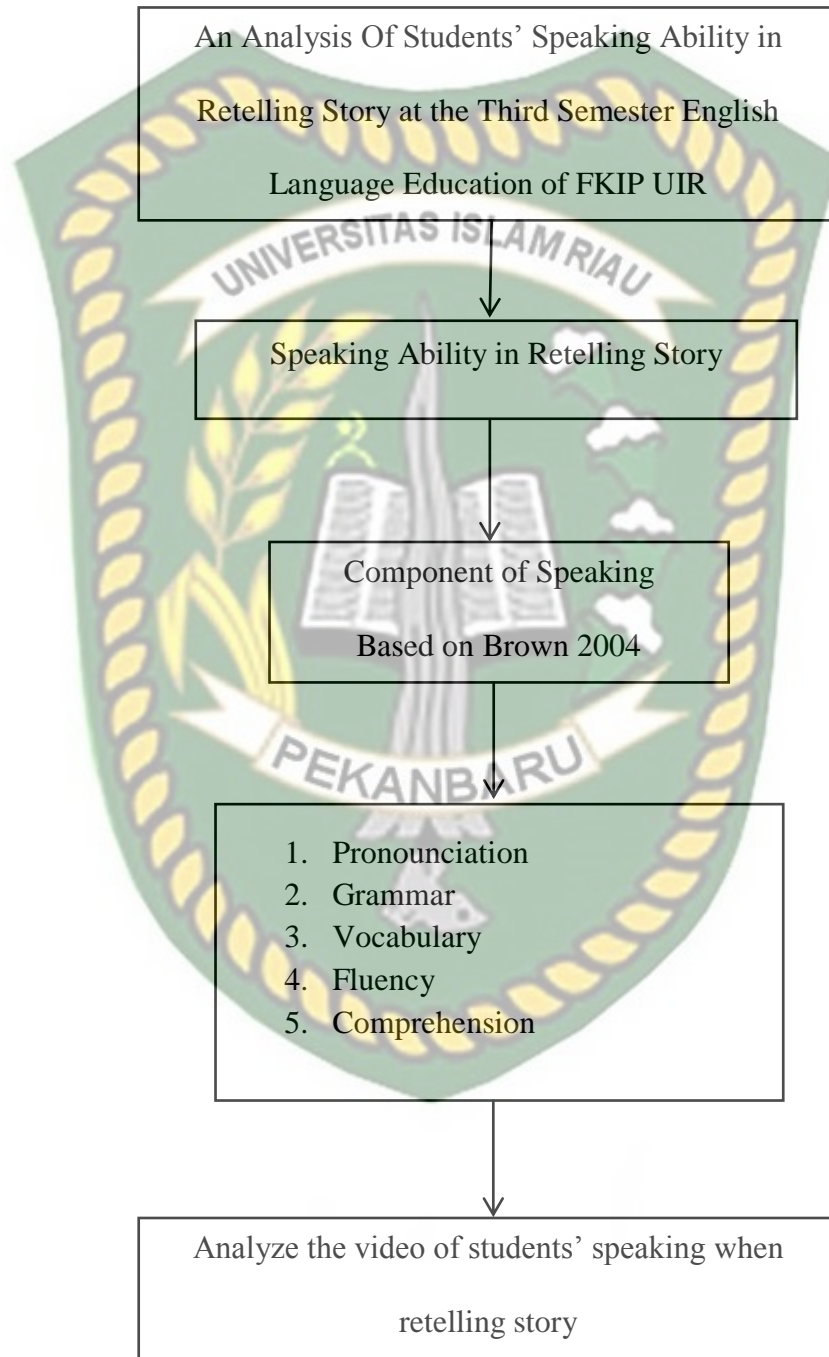 An Analysis Of Students’ Speaking Ability in
Retelling Story at the Third Semester English
Language Education of FKIP UIR
UNIVERSITAS ISLAM RIAU
Speaking Ability in Retelling Story
Component of Speaking
Based on Brown 2004
PEKANBARU
1. Pronounciation
2. Grammar
3. Vocabulary
4. Fluency
5. Comprehension
Analyze the video of students’ speaking when
retelling story